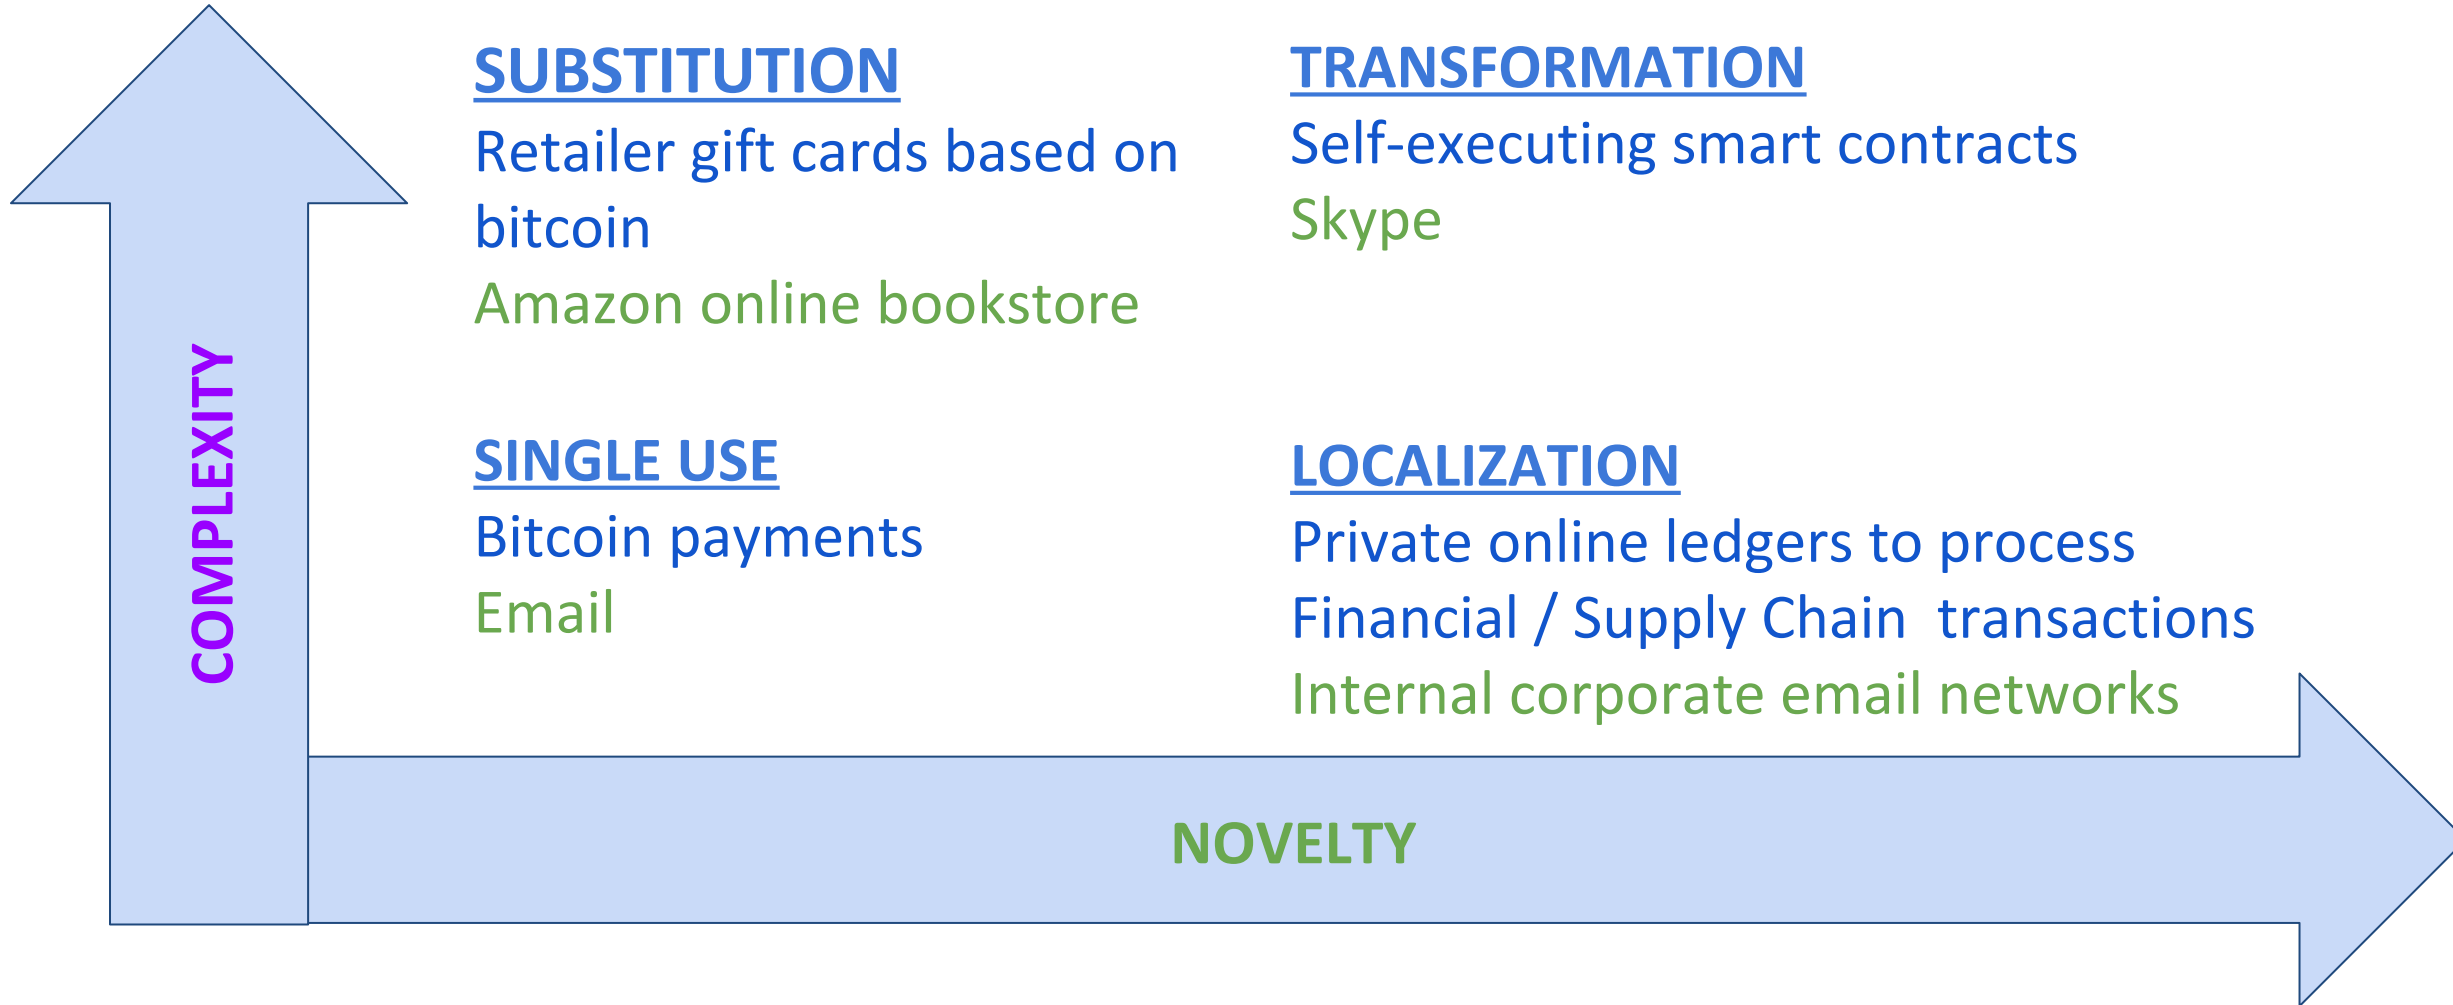 SUBSTITUTION
Retailer gift cards based on
bitcoin
Amazon online bookstore
TRANSFORMATION
Self-executing smart contracts
Skype
COMPLEXITY
SINGLE USE
Bitcoin payments
Email
LOCALIZATION
Private online ledgers to process
Financial / Supply Chain  transactions
Internal corporate email networks
NOVELTY